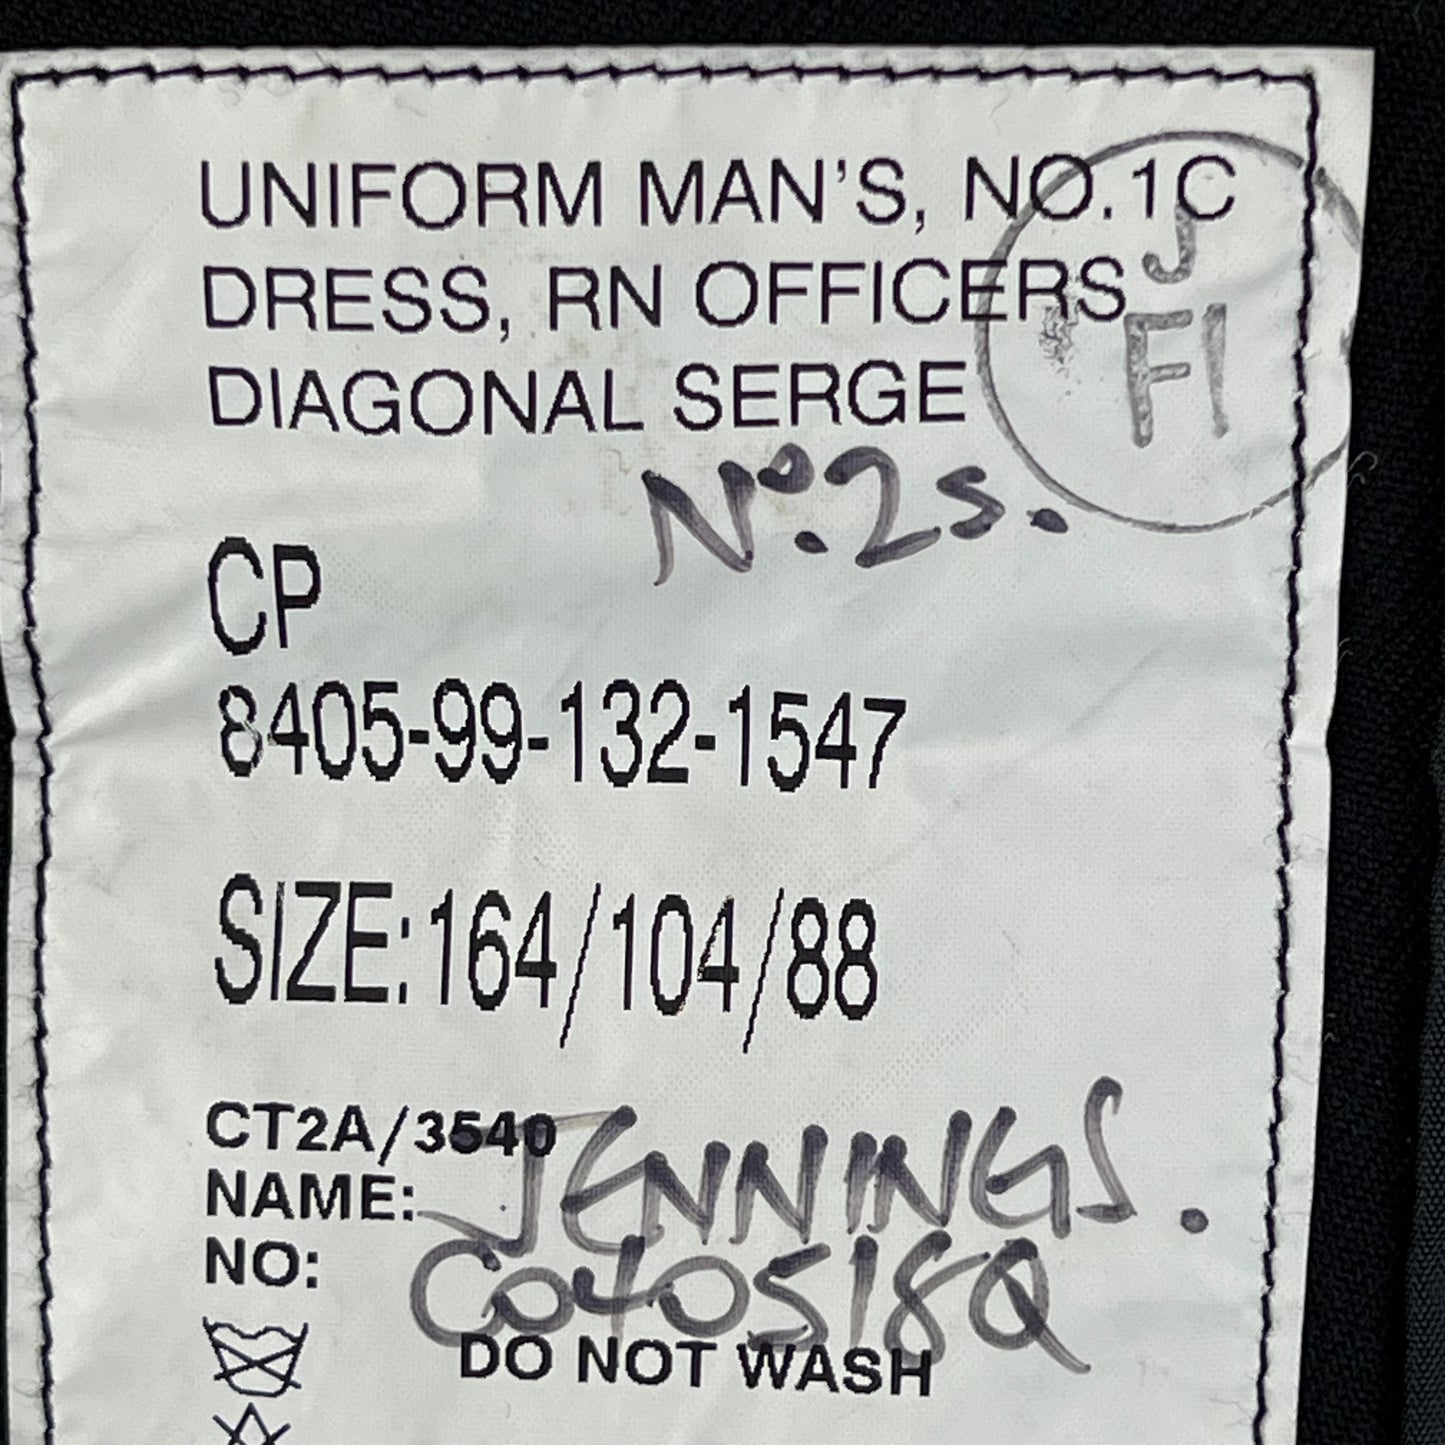 UNIFORM MAN'S, NO.1C
DRESS, RN OFFICERS
DIAGONAL SERGE
J
F1
Nº.2s.
CP
8405-99-132-1547
SIZE:164/104/88
CT2A/3540
NAME: JENNINGS.
NO: C040518Q
DO NOT WASH